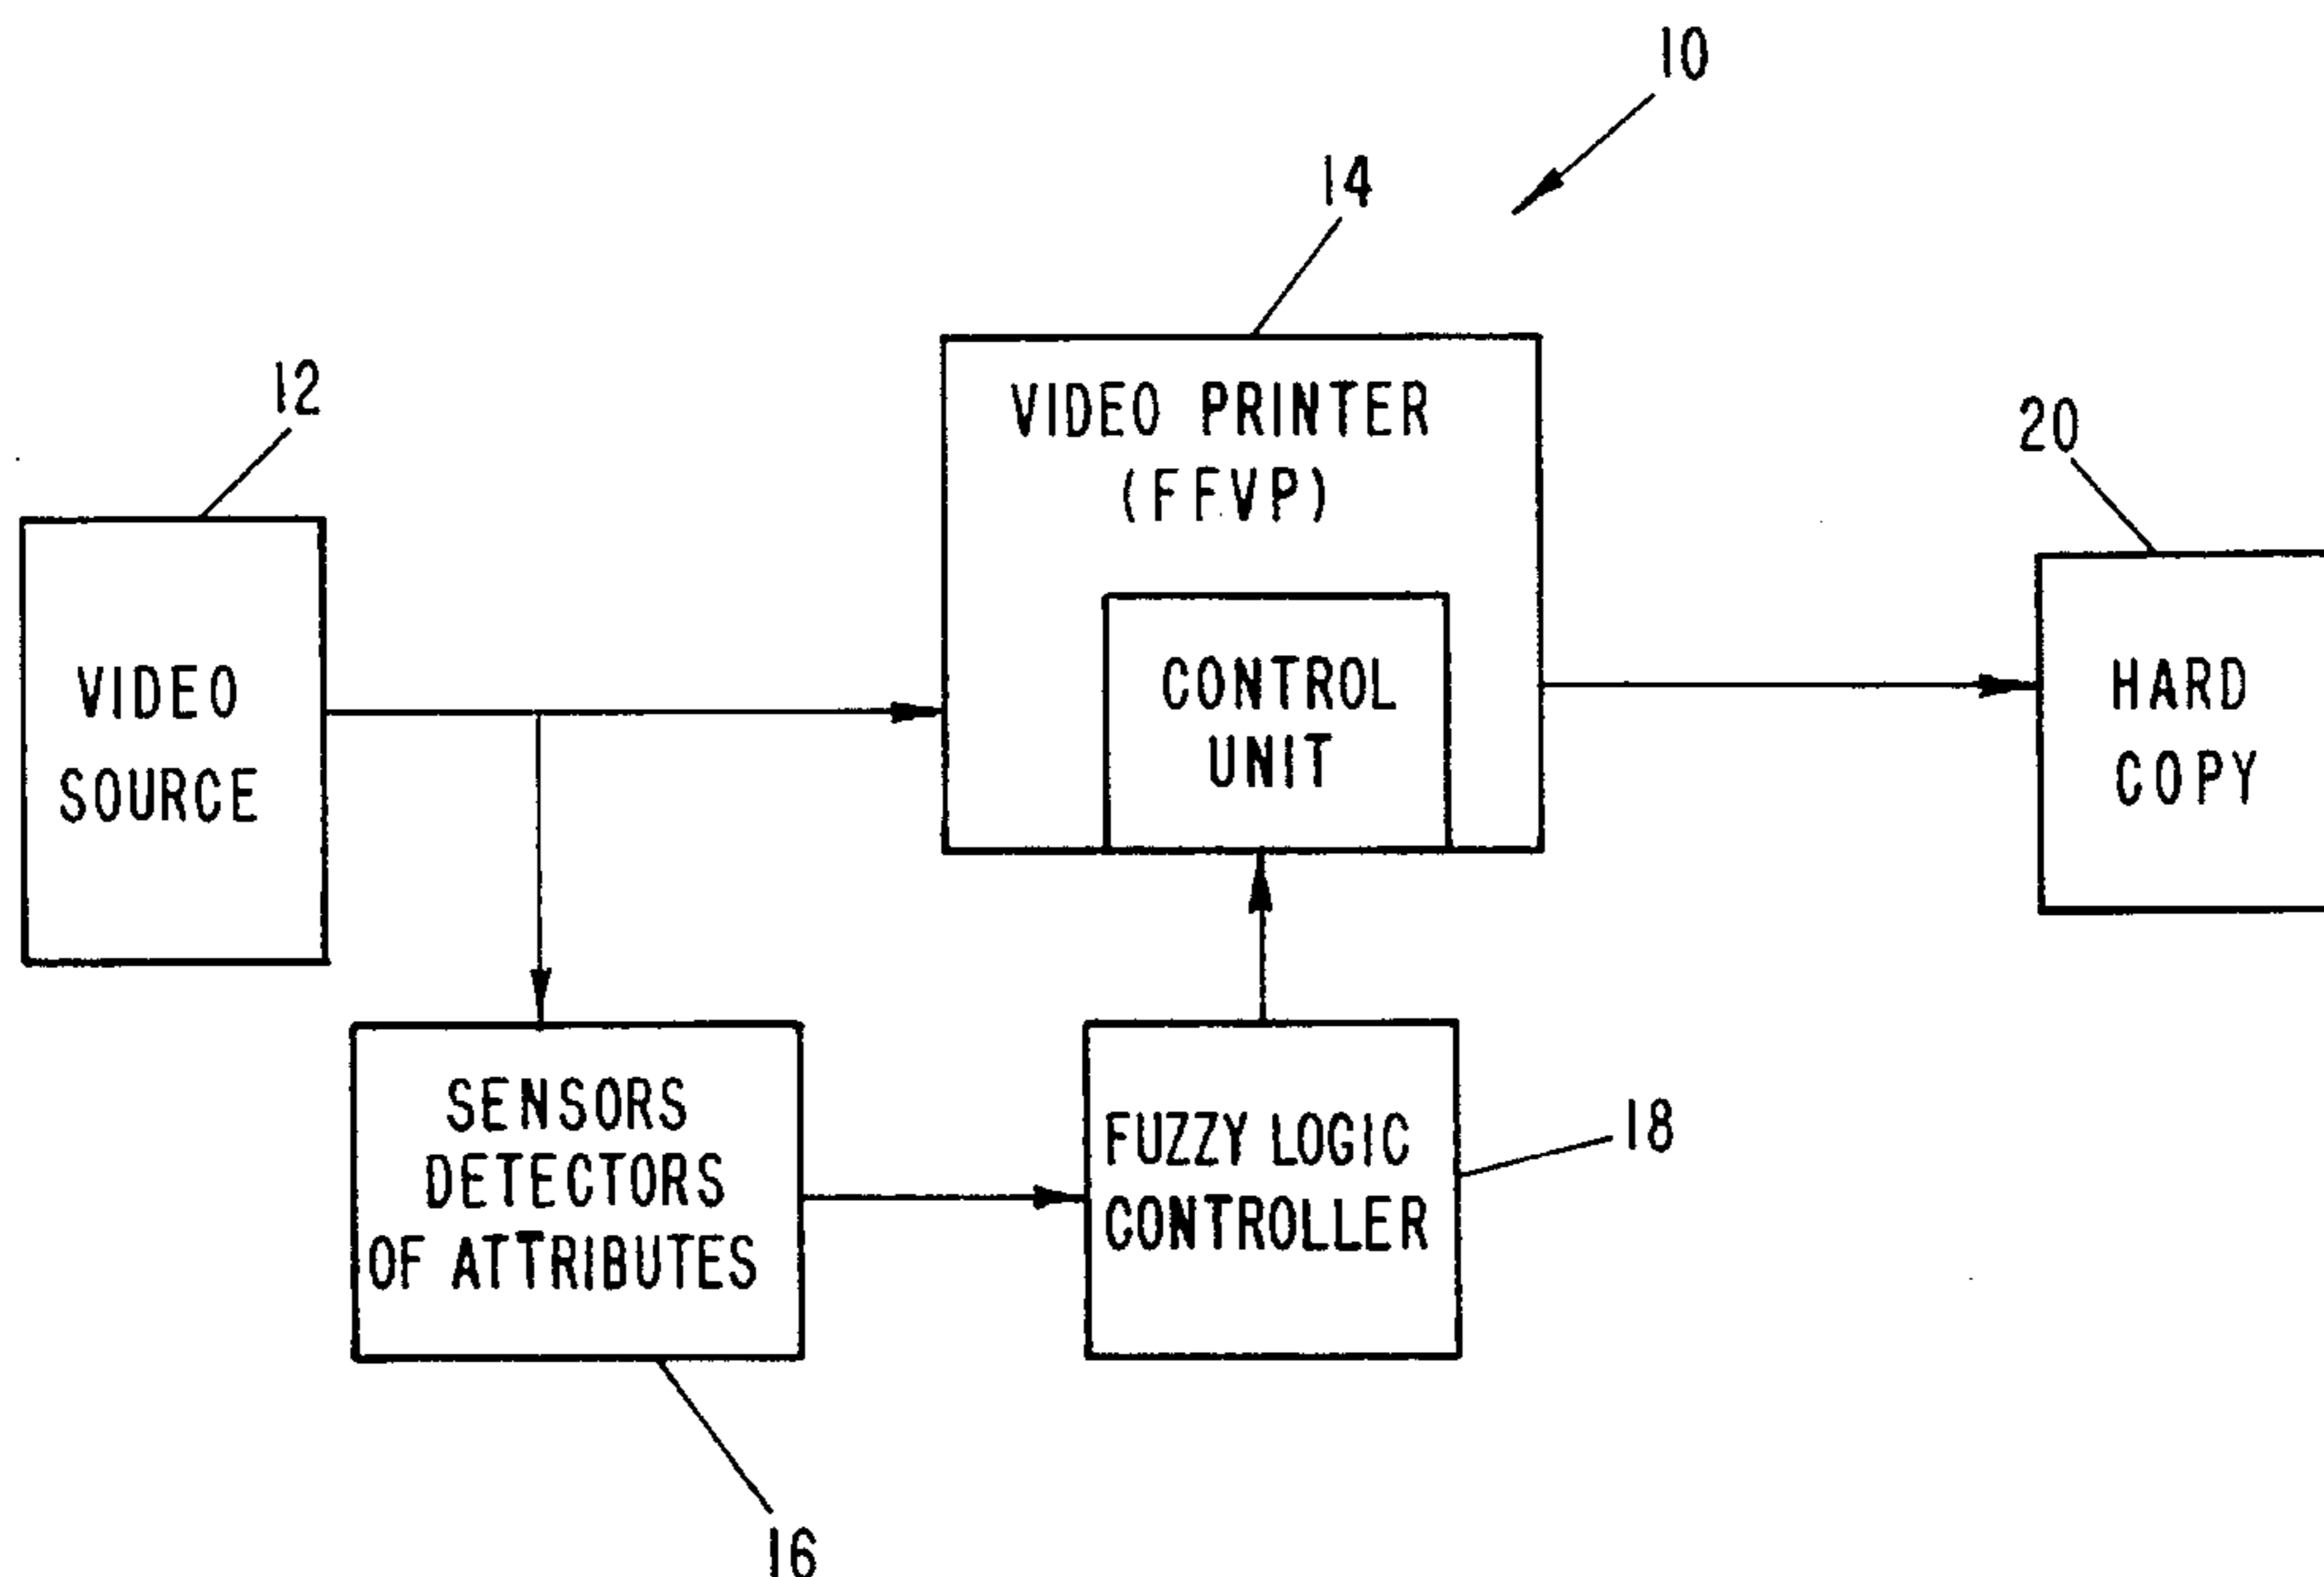 10
14
12
VIDEO PRINTER
(FFVP)
20
VIDEO
SOURCE
CONTROL
UNIT
HARD
COPY
SENSORS
DETECTORS
OF ATTRIBUTES
FUZZY LOGIC
CONTROLLER
18
16